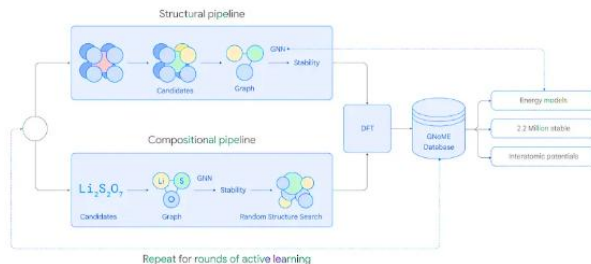 Structural pipeline
GNN
Stability
Candidates
Graph
Compositional pipeline
Li₂S₂O₇
Li
S
O
GNN
Stability
Candidates
Graph
Random Structure Search
DFT
GNoME
Database
Energy models
2.2 Million stable
Interatomic potentials
Repeat for rounds of active learning